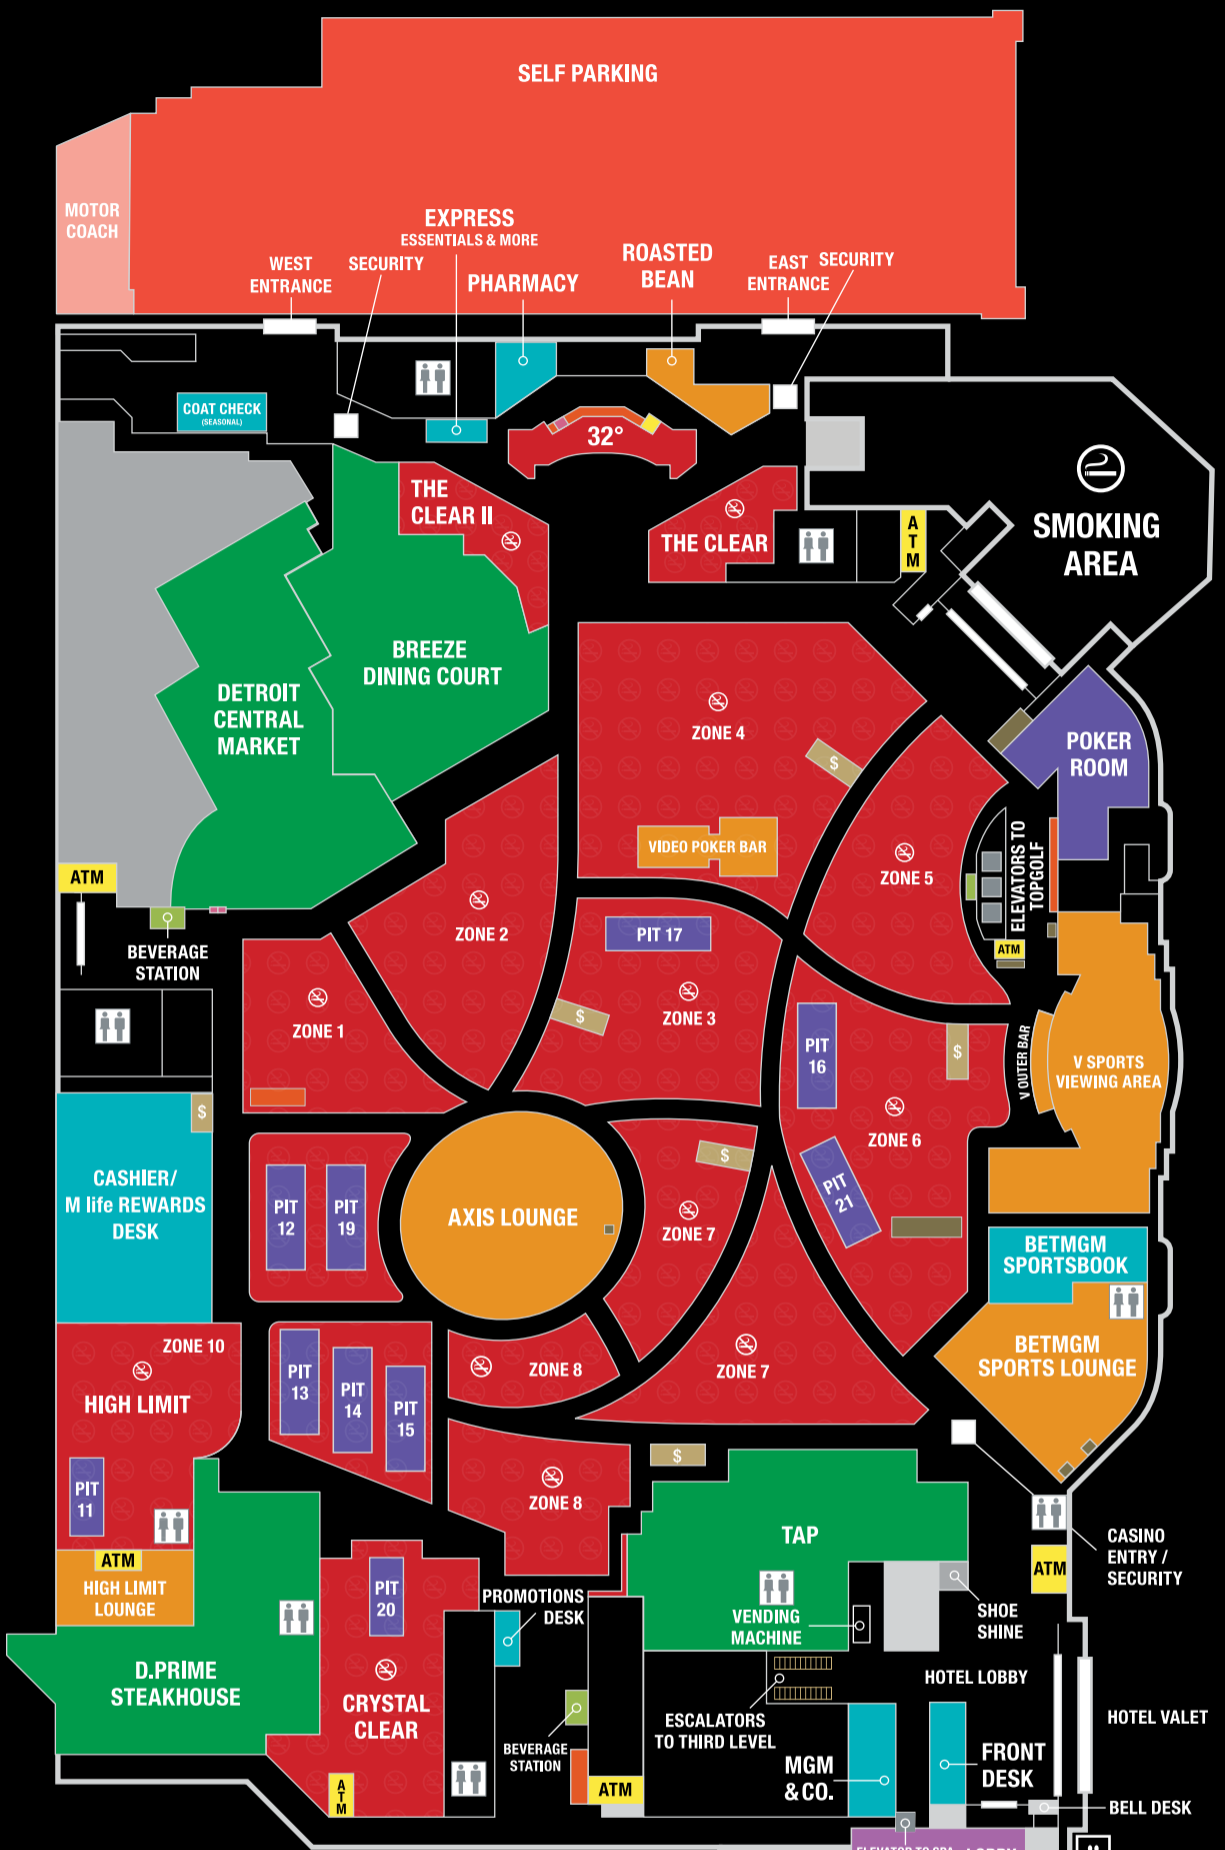 SELF PARKING
MOTOR
COACH
EXPRESS
ESSENTIALS & MORE
WEST
ENTRANCE
SECURITY
PHARMACY
ROASTED
BEAN
EAST
ENTRANCE
SECURITY
COAT CHECK
(SEASONAL)
32°
THE
CLEAR II
THE CLEAR
ATM
SMOKING
AREA
BREEZE
DINING COURT
DETROIT
CENTRAL
MARKET
ZONE 4
$
POKER
ROOM
VIDEO POKER BAR
ZONE 5
ELEVATORS TO
TOPGOLF
ATM
ATM
BEVERAGE
STATION
ZONE 2
PIT 17
ZONE 1
$
ZONE 3
PIT
16
$
V OUTER BAR
V SPORTS
VIEWING AREA
$
ZONE 6
CASHIER/
M life REWARDS
DESK
PIT
12
PIT
19
AXIS LOUNGE
$
ZONE 7
PIT
21
BETMGM
SPORTSBOOK
ZONE 10
HIGH LIMIT
PIT
13
PIT
14
PIT
15
ZONE 8
ZONE 7
BETMGM
SPORTS LOUNGE
PIT
11
ZONE 8
$
TAP
CASINO
ENTRY /
SECURITY
ATM
ATM
HIGH LIMIT
LOUNGE
PIT
20
PROMOTIONS
DESK
VENDING
MACHINE
SHOE
SHINE
D.PRIME
STEAKHOUSE
CRYSTAL
CLEAR
HOTEL LOBBY
ESCALATORS
TO THIRD LEVEL
HOTEL VALET
BEVERAGE
STATION
MGM
& CO.
FRONT
DESK
ATM
ATM
BELL DESK
ELEVATOR TO SPA
LOBBY